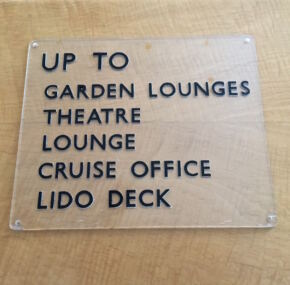 UP TO
GARDEN LOUNGES
THEATRE
LOUNGE
CRUISE OFFICE
LIDO DECK